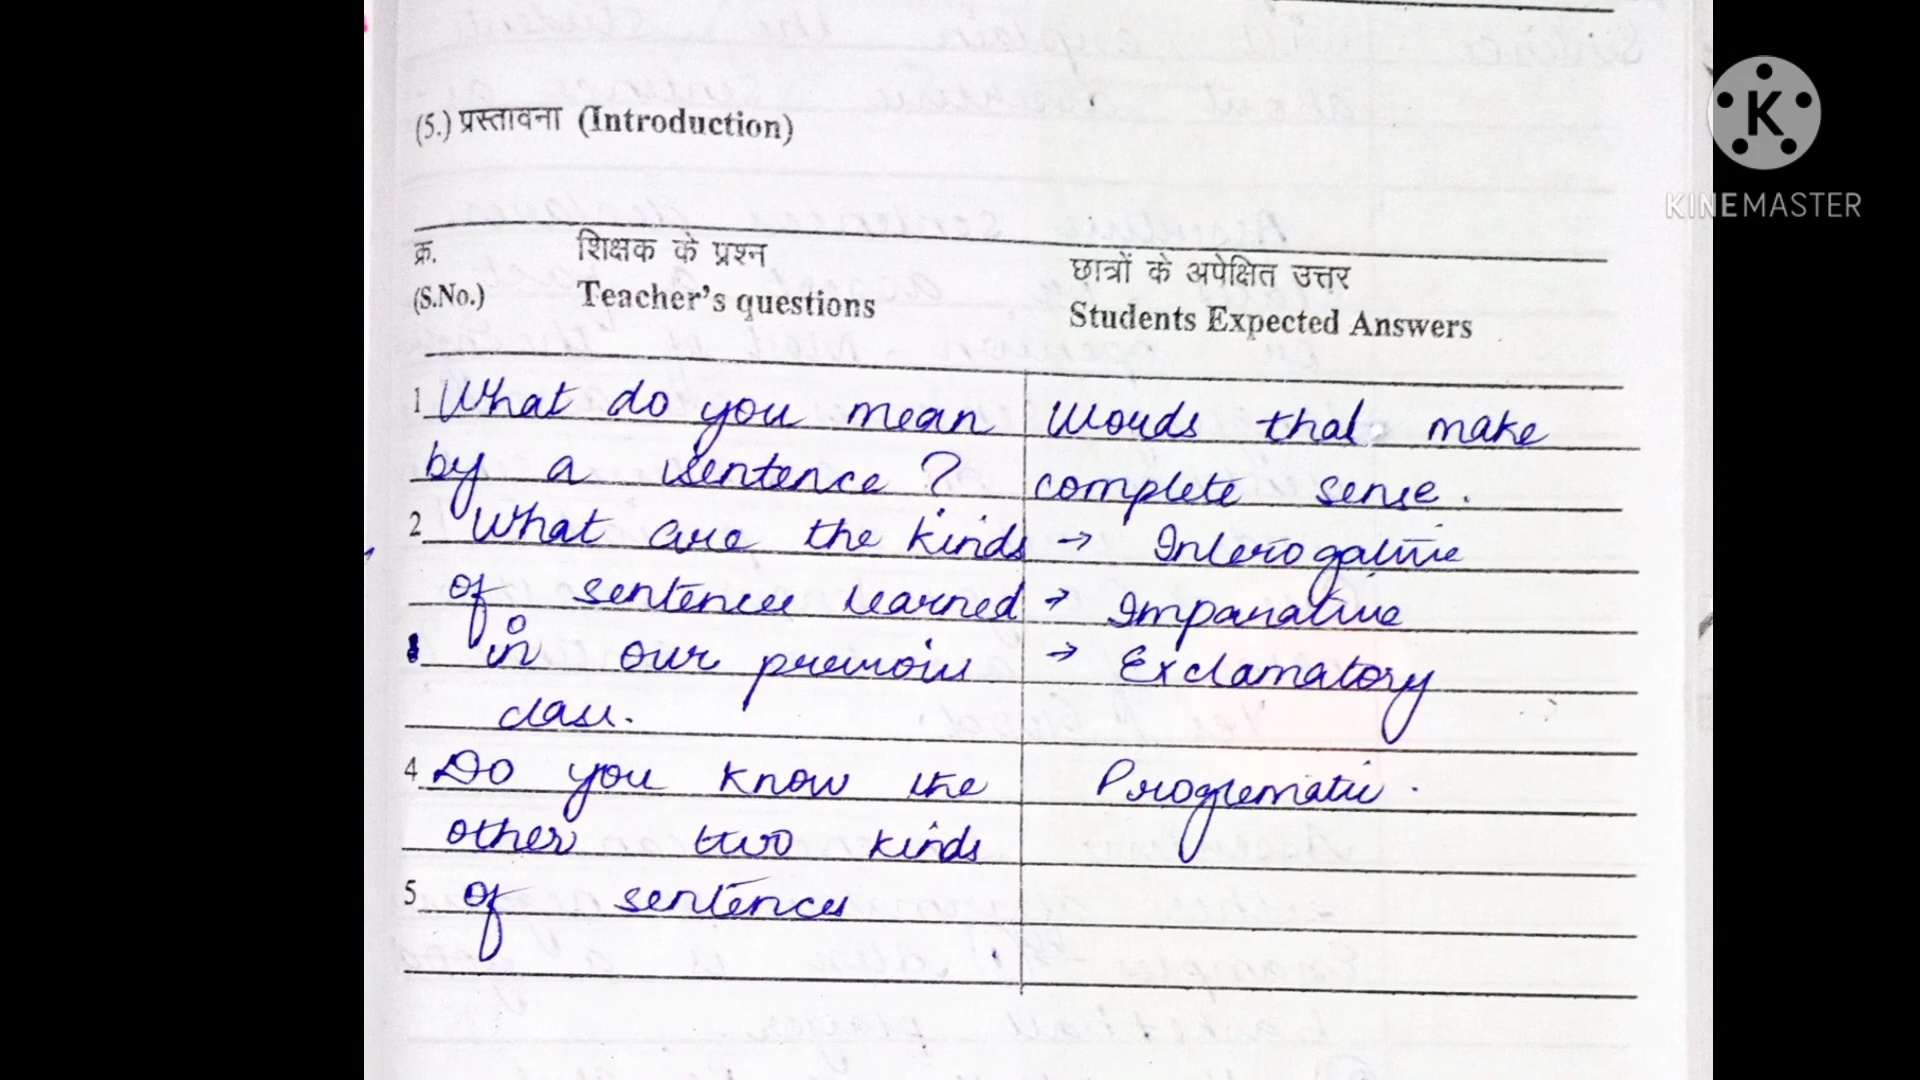 (5.) प्रस्तावना (Introduction)
K
KINEMASTER
क्र. शिक्षक के प्रश्न छात्रों के अपेक्षित उत्तर
(S.No.) Teacher's questions Students Expected Answers
1 What do you mean Words that make
by a sentence? complete sense.
2 What are the kinds → Interogative
of sentences learned → Imparative
in our previous → Exclamatory
class.
4 Do you know the Proglematic.
other two kinds
5 of sentences